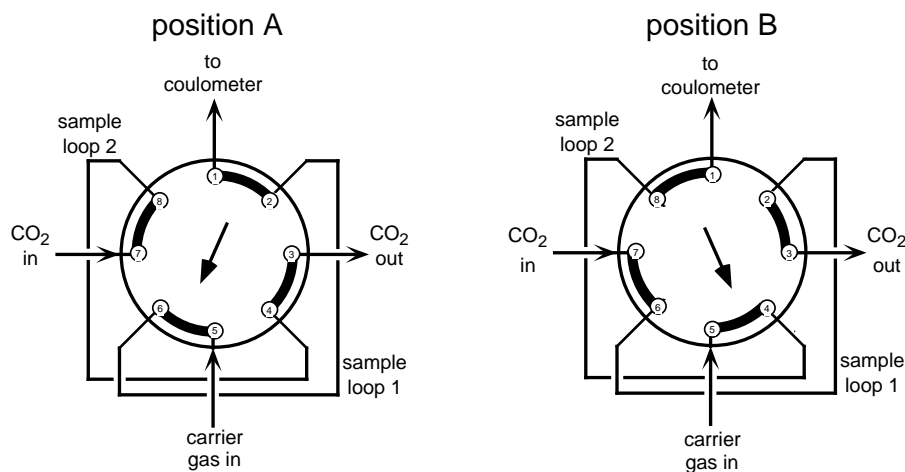 position A
to
coulometer
sample
loop 2
1
2
3
4
5
6
7
8
CO2
in
CO2
out
sample
loop 1
carrier
gas in
position B
to
coulometer
sample
loop 2
1
2
3
4
5
6
7
8
CO2
in
CO2
out
sample
loop 1
carrier
gas in